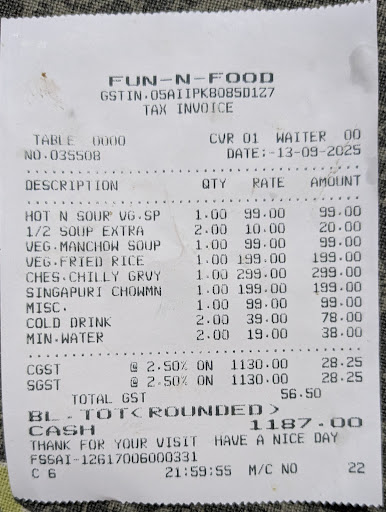 FUN-N-FOOD
GSTIN.05AIIPK8085D1Z7
TAX INVOICE
TABLE 0000 CVR 01 WAITER 00
NO.035508 DATE:-13-09-2025
DESCRIPTION QTY RATE AMOUNT
HOT N SOUR VG.SP 1.00 99.00 99.00
1/2 SOUP EXTRA 2.00 10.00 20.00
VEG.MANCHOW SOUP 1.00 99.00 99.00
VEG.FRIED RICE 1.00 199.00 199.00
CHES.CHILLY GRVY 1.00 299.00 299.00
SINGAPURI CHOWMN 1.00 199.00 199.00
MISC. 1.00 99.00 99.00
COLD DRINK 2.00 39.00 78.00
MIN.WATER 2.00 19.00 38.00
CGST @ 2.50% ON 1130.00 28.25
SGST @ 2.50% ON 1130.00 28.25
TOTAL GST 56.50
BL.TOT(ROUNDED)
CASH 1187.00
THANK FOR YOUR VISIT HAVE A NICE DAY
FSSAI-12617006000331
C 6 21:59:55 M/C NO 22